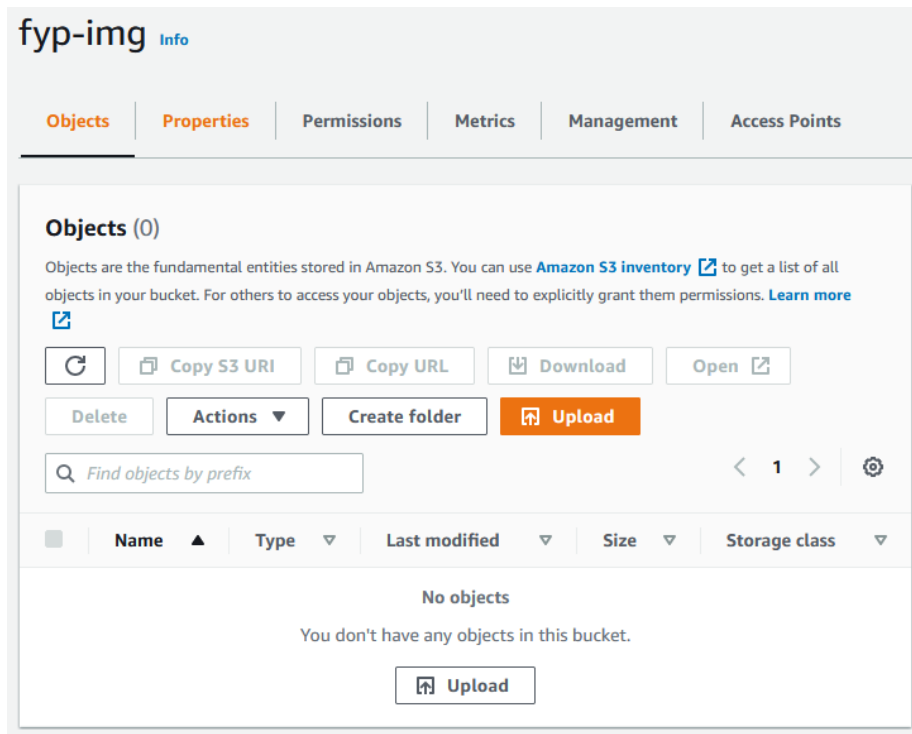 fyp-img Info
Objects Properties Permissions Metrics Management Access Points
Objects (0)
Objects are the fundamental entities stored in Amazon S3. You can use Amazon S3 inventory to get a list of all
objects in your bucket. For others to access your objects, you'll need to explicitly grant them permissions. Learn more
Copy S3 URI Copy URL Download Open
Delete Actions Create folder Upload
Find objects by prefix 1
Name Type Last modified Size Storage class
No objects
You don't have any objects in this bucket.
Upload